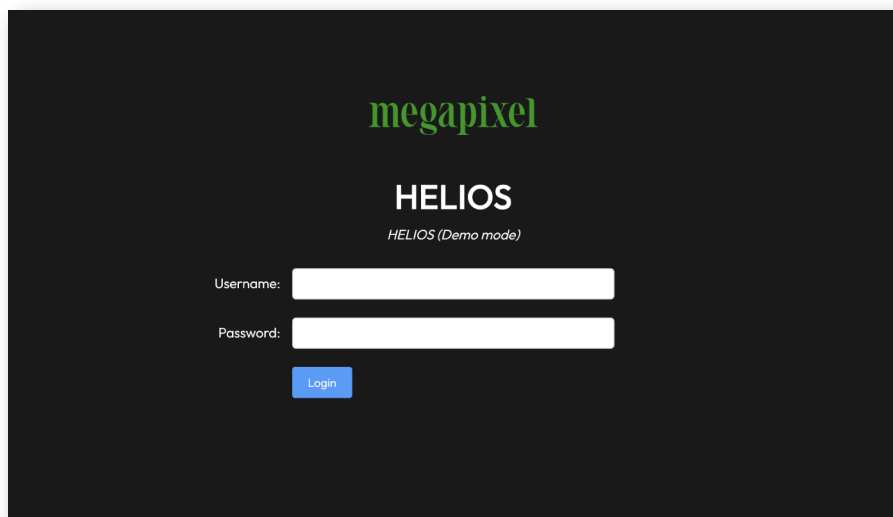 megapixel
HELIOS
HELIOS (Demo mode)
Username:
Password:
Login